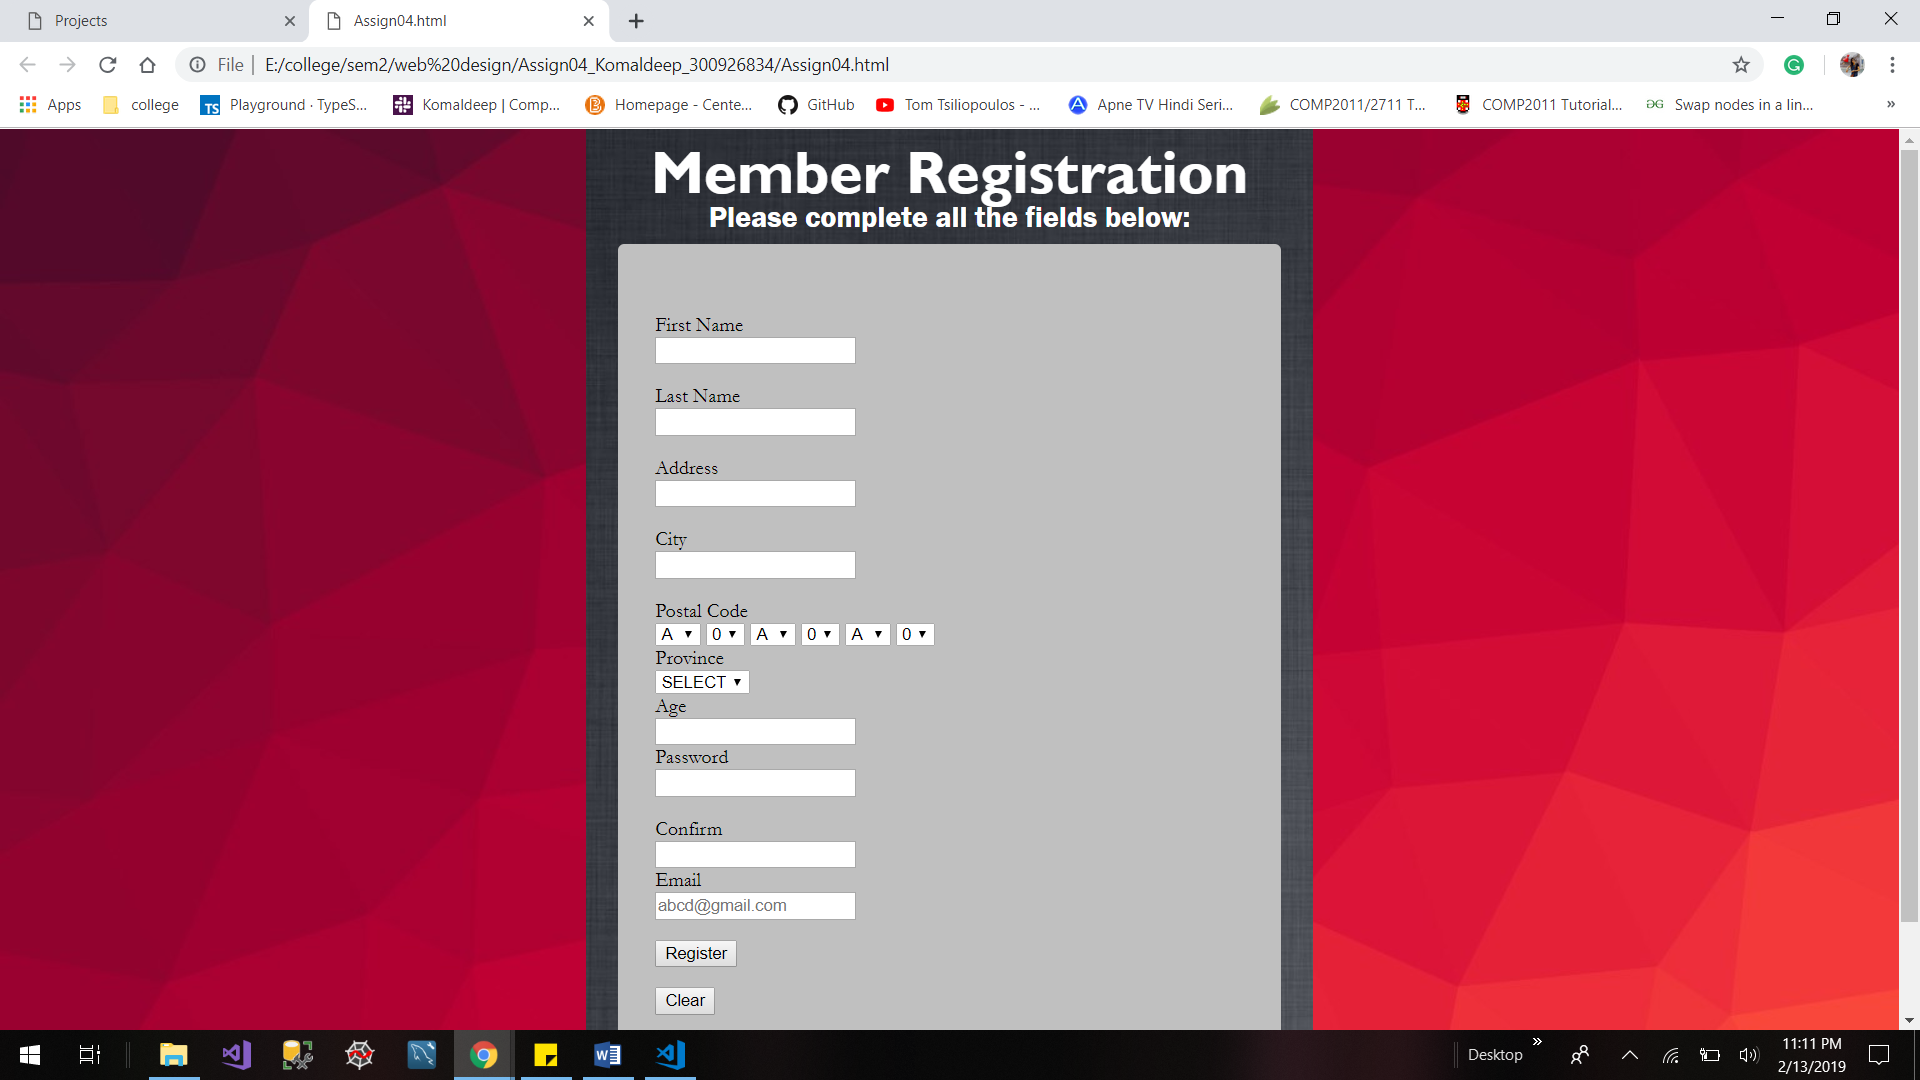 Projects
Assign04.html
File
E:/college/sem2/web%20design/Assign04_Komaldeep_300926834/Assign04.html
Apps
college
Playground · TypeS...
Komaldeep | Comp...
Homepage - Cente...
GitHub
Tom Tsiliopoulos - ...
Apne TV Hindi Seri...
COMP2011/2711 T...
COMP2011 Tutorial...
Swap nodes in a lin...
»
Member Registration
Please complete all the fields below:
First Name
Last Name
Address
City
Postal Code
A 0 A 0 A 0
Province
SELECT
Age
Password
Confirm
Email
abcd@gmail.com
Register
Clear
Desktop
»
11:11 PM
2/13/2019